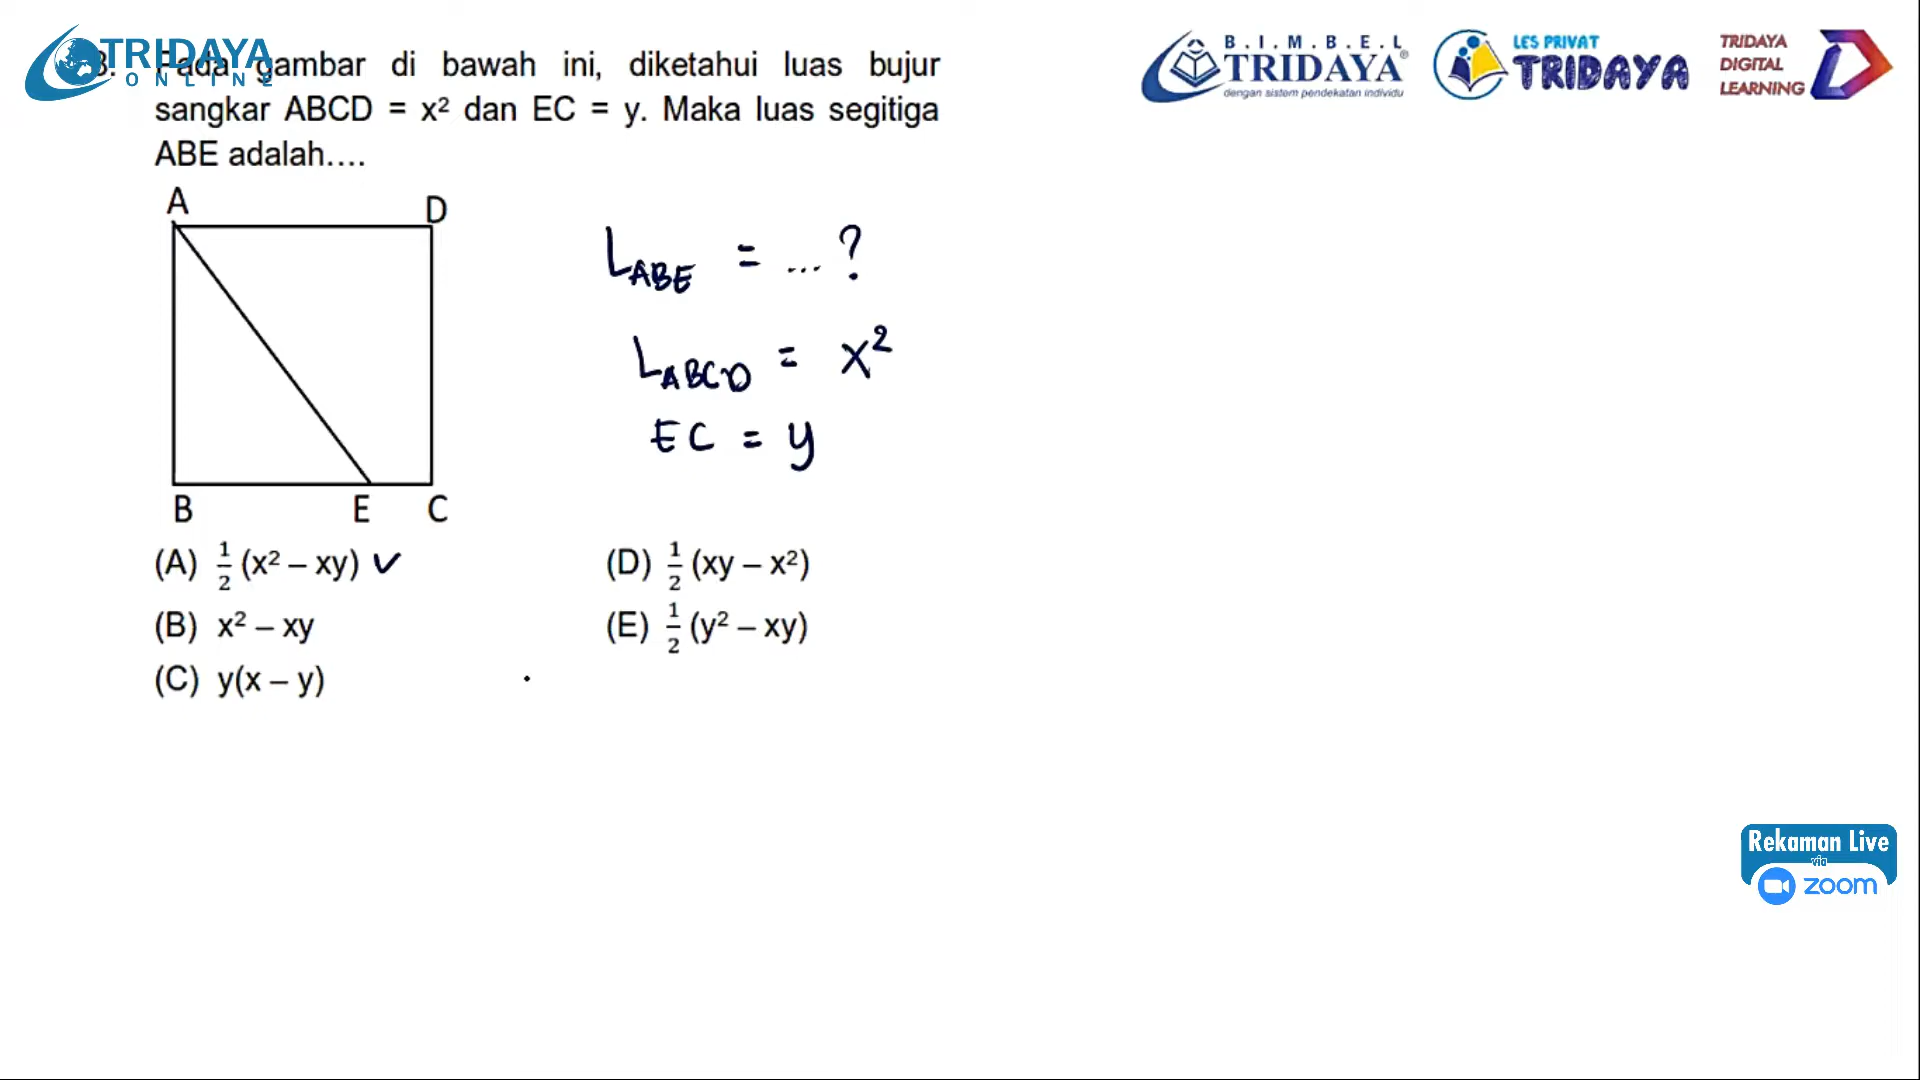 TRIDAYA
ONLINE
3. Pada gambar di bawah ini, diketahui luas bujur
sangkar ABCD = x² dan EC = y. Maka luas segitiga
ABE adalah....
B.I.M.B.E.L
TRIDAYA®
dengan sistem pendekatan individu
LES PRIVAT
TRIDAYA
TRIDAYA
DIGITAL
LEARNING
A
D
B
E
C
L_ABE = ... ?
L_ABCD = x²
EC = y
(A) 1/2 (x² – xy) ✓
(B) x² – xy
(C) y(x – y)
(D) 1/2 (xy – x²)
(E) 1/2 (y² – xy)
Rekaman Live
via
zoom